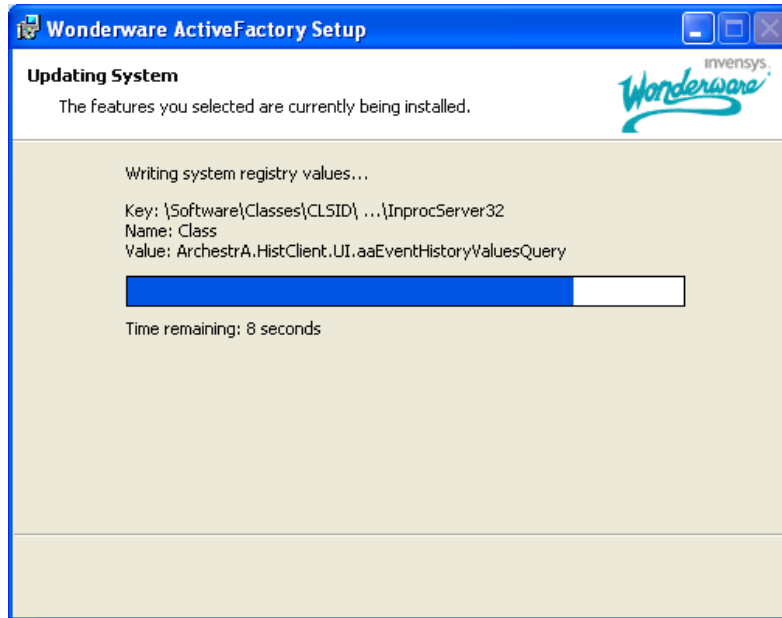 Wonderware ActiveFactory Setup
Updating System
The features you selected are currently being installed.
invensys.
Wonderware
Writing system registry values...
Key: \Software\Classes\CLSID\ ...\InprocServer32
Name: Class
Value: ArchestrA.HistClient.UI.aaEventHistoryValuesQuery
Time remaining: 8 seconds